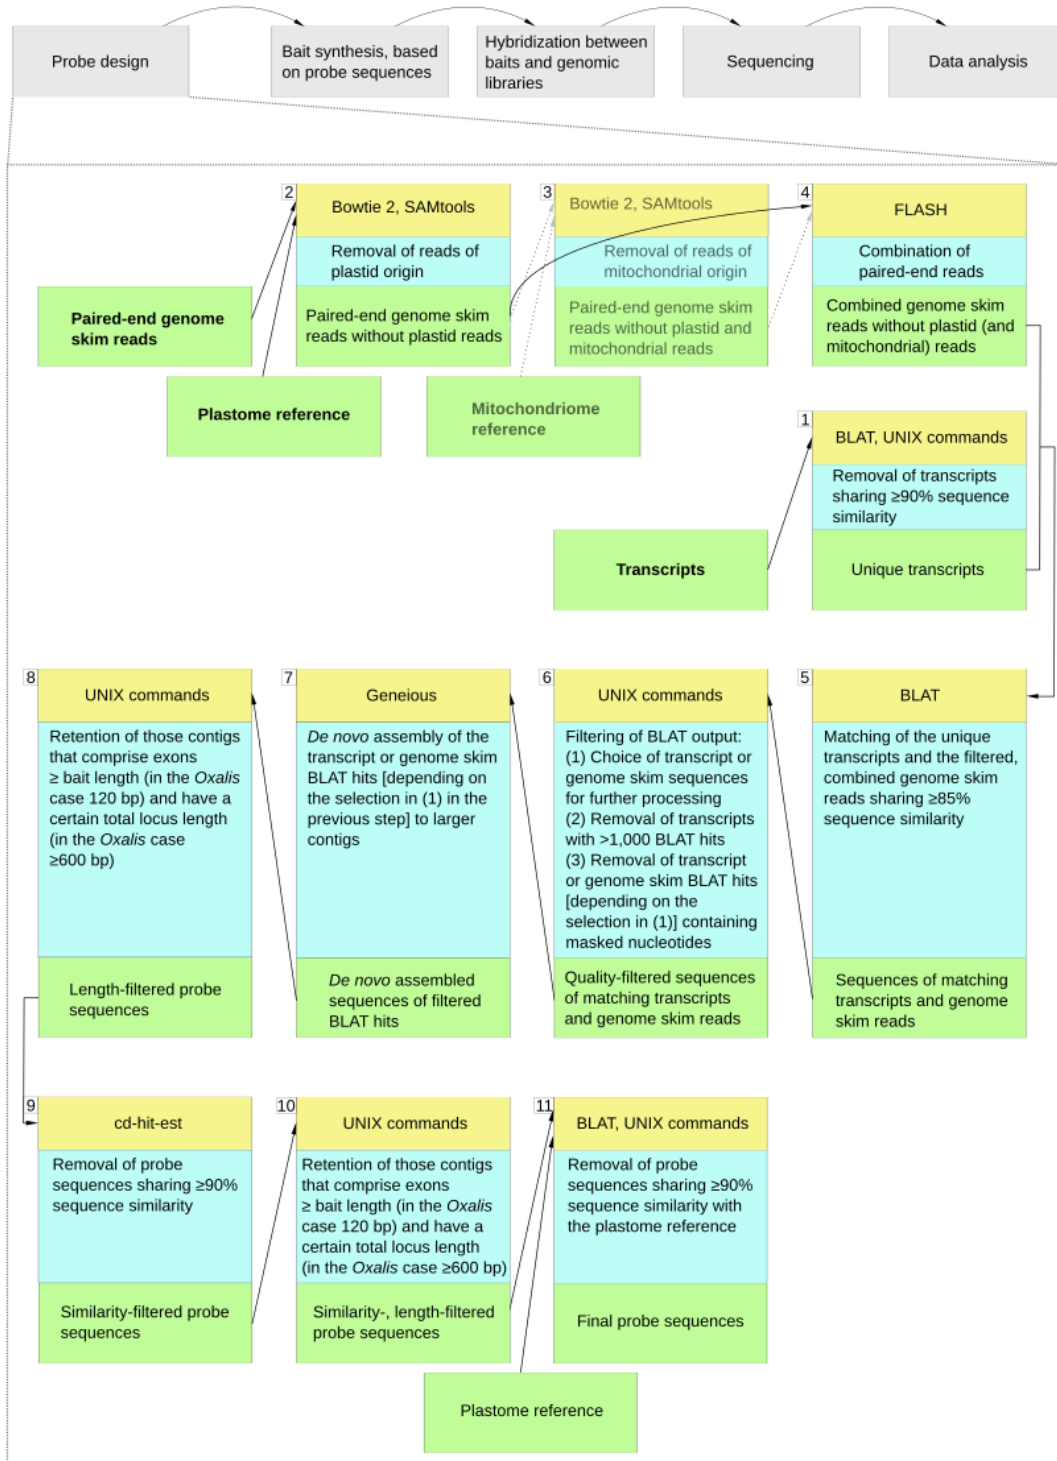 Probe design
Bait synthesis, based
on probe sequences
Hybridization between
baits and genomic
libraries
Sequencing
Data analysis
2
Bowtie 2, SAMtools
Removal of reads of
plastid origin
Paired-end genome skim
reads without plastid reads
3
Bowtie 2, SAMtools
Removal of reads of
mitochondrial origin
Paired-end genome skim
reads without plastid and
mitochondrial reads
4
FLASH
Combination of
paired-end reads
Combined genome skim
reads without plastid (and
mitochondrial) reads
Paired-end genome
skim reads
Plastome reference
Mitochondriome
reference
1
BLAT, UNIX commands
Removal of transcripts
sharing ≥90% sequence
similarity
Unique transcripts
Transcripts
8
UNIX commands
Retention of those contigs
that comprise exons
≥ bait length (in the Oxalis
case 120 bp) and have a
certain total locus length
(in the Oxalis case
≥600 bp)
Length-filtered probe
sequences
7
Geneious
De novo assembly of the
transcript or genome skim
BLAT hits [depending on
the selection in (1) in the
previous step] to larger
contigs
De novo assembled
sequences of filtered
BLAT hits
6
UNIX commands
Filtering of BLAT output:
(1) Choice of transcript or
genome skim sequences
for further processing
(2) Removal of transcripts
with >1,000 BLAT hits
(3) Removal of transcript
or genome skim BLAT hits
[depending on the
selection in (1)] containing
masked nucleotides
Quality-filtered sequences
of matching transcripts
and genome skim reads
5
BLAT
Matching of the unique
transcripts and the filtered,
combined genome skim
reads sharing ≥85%
sequence similarity
Sequences of matching
transcripts and genome
skim reads
9
cd-hit-est
Removal of probe
sequences sharing ≥90%
sequence similarity
Similarity-filtered probe
sequences
10
UNIX commands
Retention of those contigs
that comprise exons
≥ bait length (in the Oxalis
case 120 bp) and have a
certain total locus length
(in the Oxalis case ≥600 bp)
Similarity-, length-filtered
probe sequences
11
BLAT, UNIX commands
Removal of probe
sequences sharing ≥90%
sequence similarity with
the plastome reference
Final probe sequences
Plastome reference